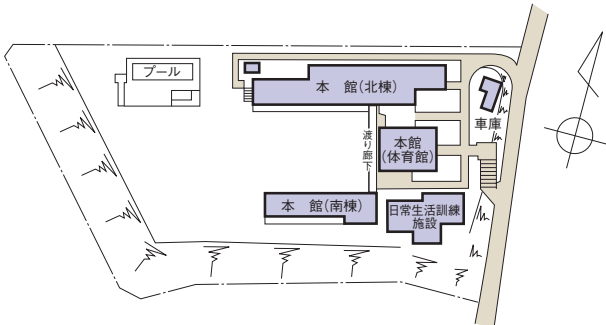 プール
本 館(北棟)
車庫
渡り廊下
本館
(体育館)
本 館(南棟)
日常生活訓練
施設